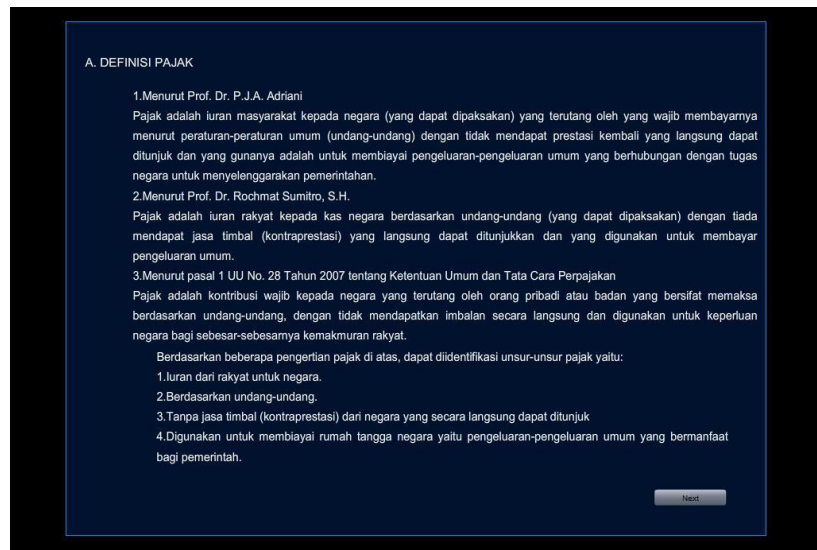 A. DEFINISI PAJAK
1.Menurut Prof. Dr. P.J.A. Adriani
Pajak adalah iuran masyarakat kepada negara (yang dapat dipaksakan) yang terutang oleh yang wajib membayarnya
menurut peraturan-peraturan umum (undang-undang) dengan tidak mendapat prestasi kembali yang langsung dapat
ditunjuk dan yang gunanya adalah untuk membiayai pengeluaran-pengeluaran umum yang berhubungan dengan tugas
negara untuk menyelenggarakan pemerintahan.
2.Menurut Prof. Dr. Rochmat Sumitro, S.H.
Pajak adalah iuran rakyat kepada kas negara berdasarkan undang-undang (yang dapat dipaksakan) dengan tiada
mendapat jasa timbal (kontraprestasi) yang langsung dapat ditunjukkan dan yang digunakan untuk membayar
pengeluaran umum.
3.Menurut pasal 1 UU No. 28 Tahun 2007 tentang Ketentuan Umum dan Tata Cara Perpajakan
Pajak adalah kontribusi wajib kepada negara yang terutang oleh orang pribadi atau badan yang bersifat memaksa
berdasarkan undang-undang, dengan tidak mendapatkan imbalan secara langsung dan digunakan untuk keperluan
negara bagi sebesar-sebesarnya kemakmuran rakyat.
Berdasarkan beberapa pengertian pajak di atas, dapat diidentifikasi unsur-unsur pajak yaitu:
1.Iuran dari rakyat untuk negara.
2.Berdasarkan undang-undang.
3.Tanpa jasa timbal (kontraprestasi) dari negara yang secara langsung dapat ditunjuk
4.Digunakan untuk membiayai rumah tangga negara yaitu pengeluaran-pengeluaran umum yang bermanfaat
bagi pemerintah.
Next